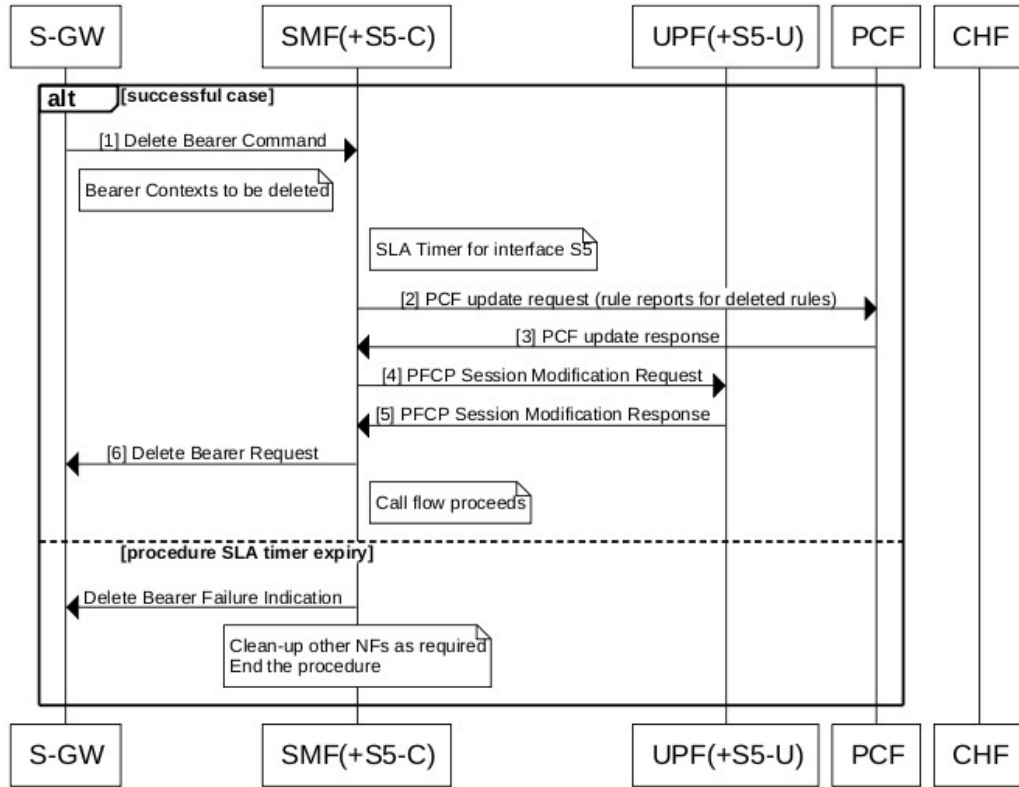 S-GW
SMF(+S5-C)
UPF(+S5-U)
PCF
CHF
alt
[successful case]
[1] Delete Bearer Command
Bearer Contexts to be deleted
SLA Timer for interface S5
[2] PCF update request (rule reports for deleted rules)
[3] PCF update response
[4] PFCP Session Modification Request
[5] PFCP Session Modification Response
[6] Delete Bearer Request
Call flow proceeds
[procedure SLA timer expiry]
Delete Bearer Failure Indication
Clean-up other NFs as required
End the procedure
S-GW
SMF(+S5-C)
UPF(+S5-U)
PCF
CHF